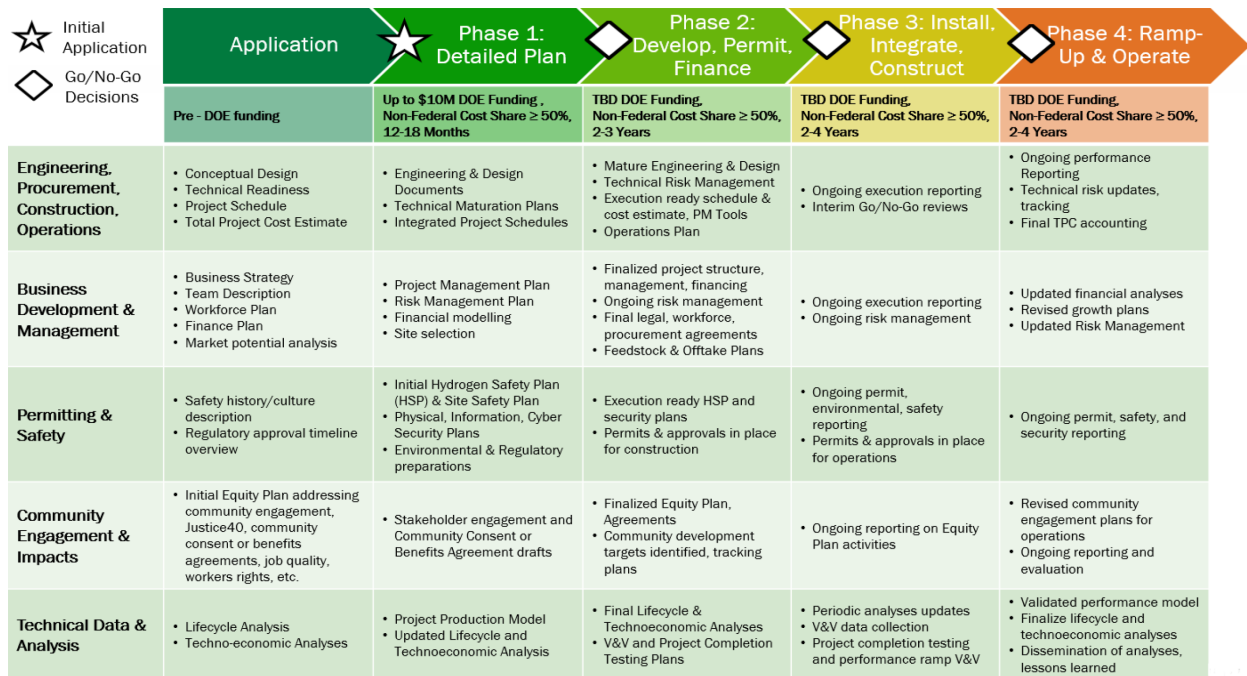 Initial
Application
Go/No-Go
Decisions
Application
Phase 1:
Detailed Plan
Phase 2:
Develop, Permit,
Finance
Phase 3: Install,
Integrate,
Construct
Phase 4: Ramp-
Up & Operate
Pre - DOE funding
Up to $10M DOE Funding ,
Non-Federal Cost Share ≥ 50%,
12-18 Months
TBD DOE Funding,
Non-Federal Cost Share ≥ 50%,
2-3 Years
TBD DOE Funding,
Non-Federal Cost Share ≥ 50%,
2-4 Years
TBD DOE Funding,
Non-Federal Cost Share ≥ 50%,
2-4 Years
Engineering,
Procurement,
Construction,
Operations
• Conceptual Design
• Technical Readiness
• Project Schedule
• Total Project Cost Estimate
• Engineering & Design
Documents
• Technical Maturation Plans
• Integrated Project Schedules
• Mature Engineering & Design
• Technical Risk Management
• Execution ready schedule &
cost estimate, PM Tools
• Operations Plan
• Ongoing execution reporting
• Interim Go/No-Go reviews
• Ongoing performance
Reporting
• Technical risk updates,
tracking
• Final TPC accounting
Business
Development &
Management
• Business Strategy
• Team Description
• Workforce Plan
• Finance Plan
• Market potential analysis
• Project Management Plan
• Risk Management Plan
• Financial modelling
• Site selection
• Finalized project structure,
management, financing
• Ongoing risk management
• Final legal, workforce,
procurement agreements
• Feedstock & Offtake Plans
• Ongoing execution reporting
• Ongoing risk management
• Updated financial analyses
• Revised growth plans
• Updated Risk Management
Permitting &
Safety
• Safety history/culture
description
• Regulatory approval timeline
overview
• Initial Hydrogen Safety Plan
(HSP) & Site Safety Plan
• Physical, Information, Cyber
Security Plans
• Environmental & Regulatory
preparations
• Execution ready HSP and
security plans
• Permits & approvals in place
for construction
• Ongoing permit,
environmental, safety
reporting
• Permits & approvals in place
for operations
• Ongoing permit, safety, and
security reporting
Community
Engagement &
Impacts
• Initial Equity Plan addressing
community engagement,
Justice40, community
consent or benefits
agreements, job quality,
workers rights, etc.
• Stakeholder engagement and
Community Consent or
Benefits Agreement drafts
• Finalized Equity Plan,
Agreements
• Community development
targets identified, tracking
plans
• Ongoing reporting on Equity
Plan activities
• Revised community
engagement plans for
operations
• Ongoing reporting and
evaluation
Technical Data &
Analysis
• Lifecycle Analysis
• Techno-economic Analyses
• Project Production Model
• Updated Lifecycle and
Technoeconomic Analysis
• Final Lifecycle &
Technoeconomic Analyses
• V&V and Project Completion
Testing Plans
• Periodic analyses updates
• V&V data collection
• Project completion testing
and performance ramp V&V
• Validated performance model
• Finalize lifecycle and
technoeconomic analyses
• Dissemination of analyses,
lessons learned